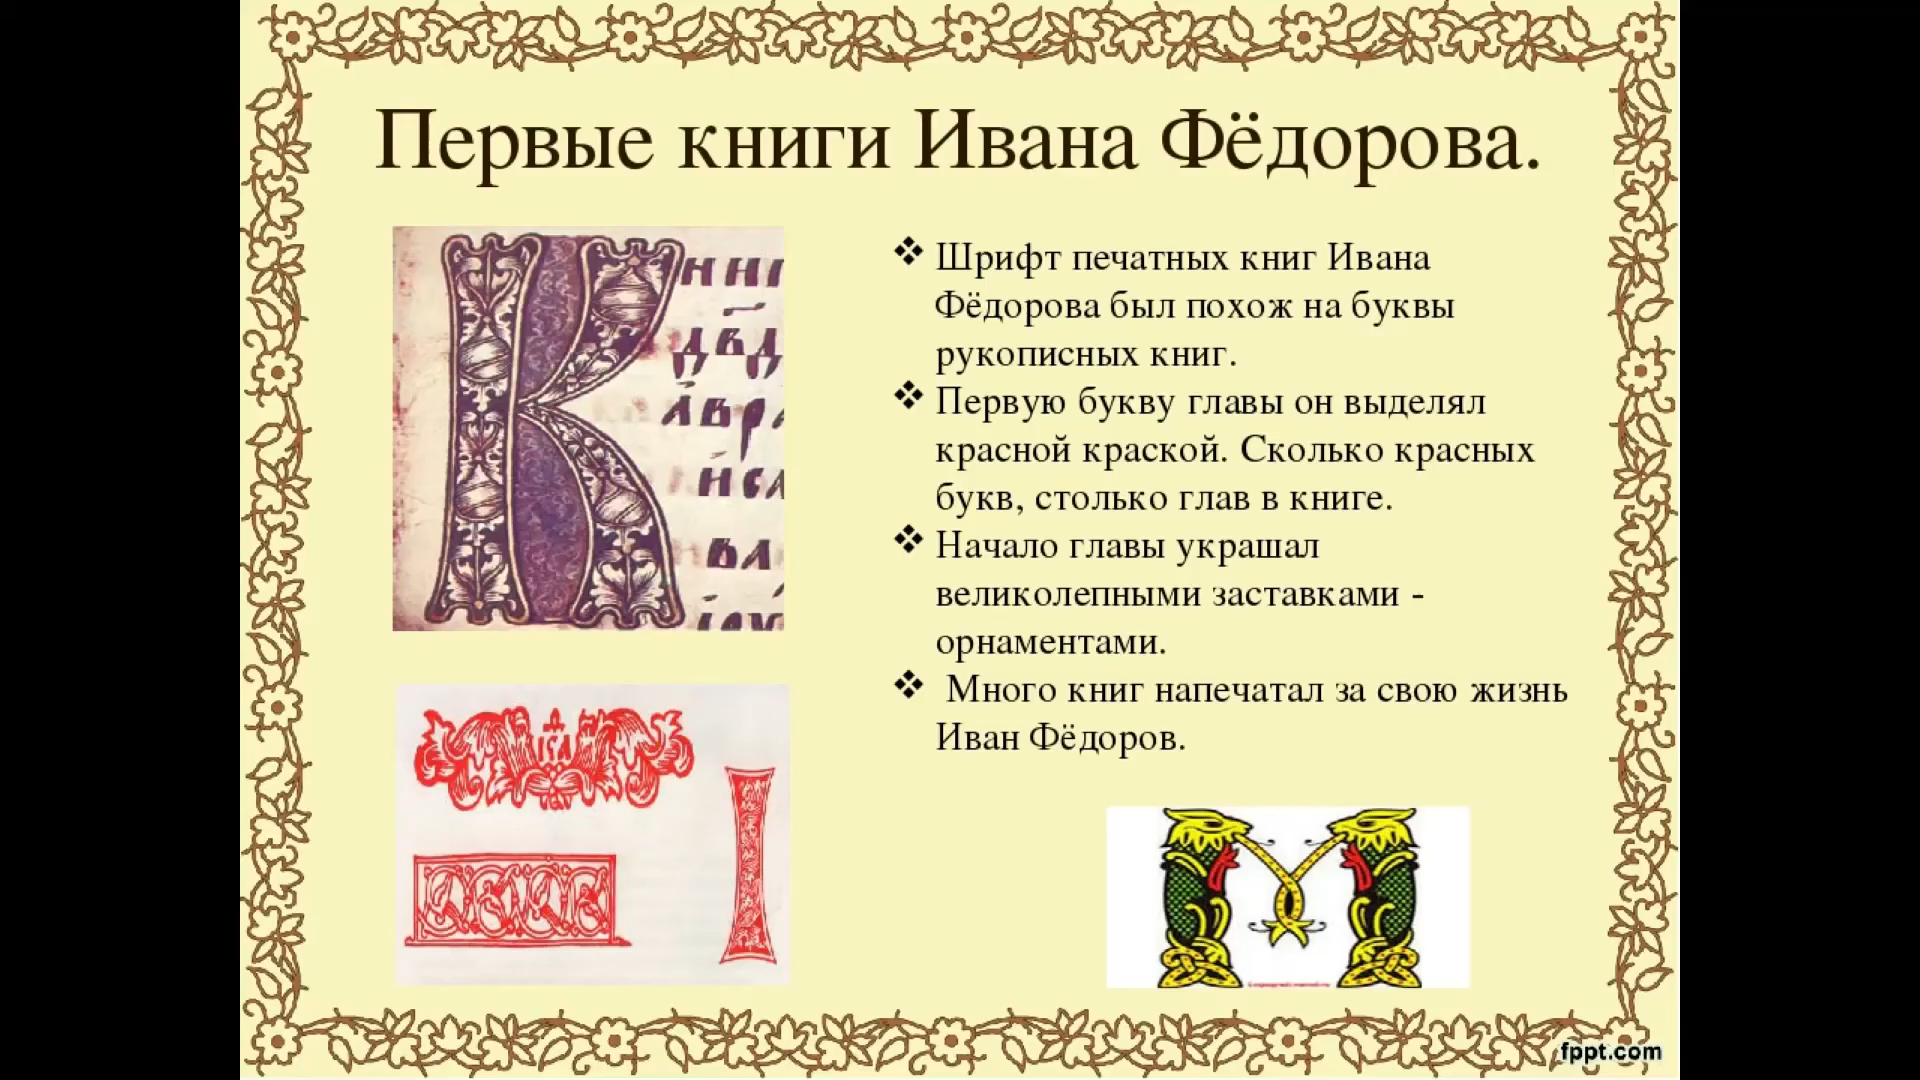 Первые книги Ивана Фёдорова.
Шрифт печатных книг Ивана
Фёдорова был похож на буквы
рукописных книг.
Первую букву главы он выделял
красной краской. Сколько красных
букв, столько глав в книге.
Начало главы украшал
великолепными заставками -
орнаментами.
Много книг напечатал за свою жизнь
Иван Фёдоров.
fppt.com